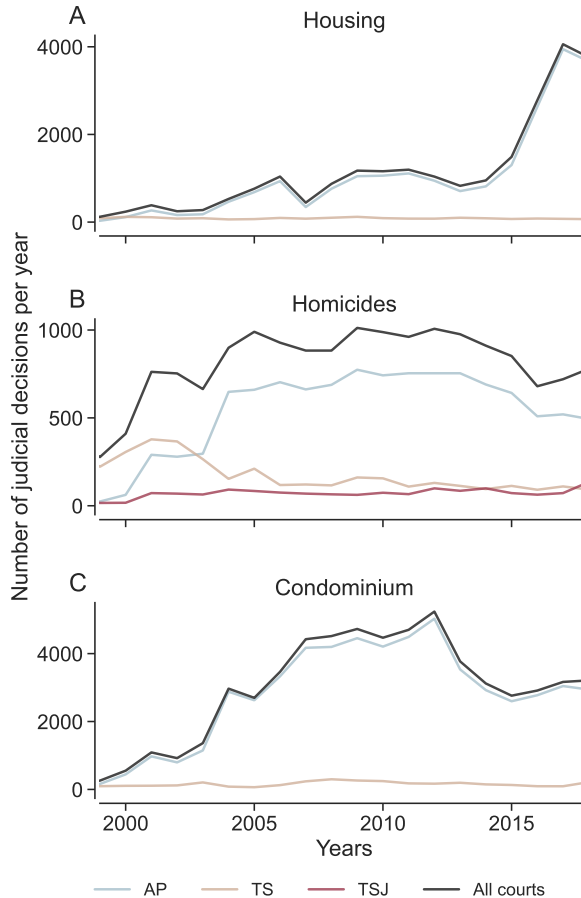 A
Housing
4000
2000
0
B
Homicides
1000
500
0
C
Condominium
4000
2000
0
2000 2005 2010 2015
Years
Number of judicial decisions per year
AP TS TSJ All courts